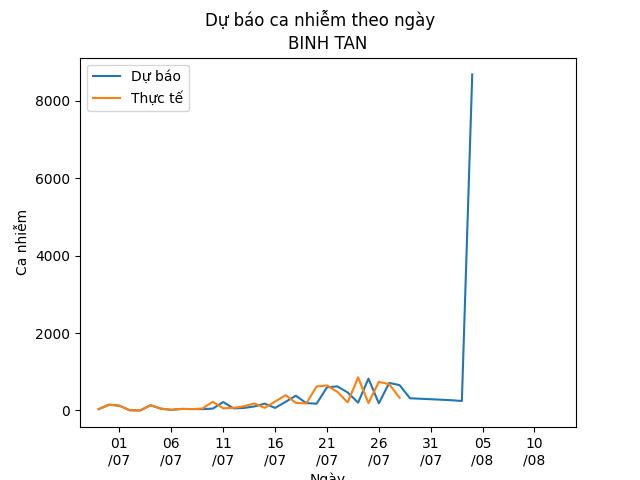 Dự báo ca nhiễm theo ngày
BINH TAN
Dự báo
Thực tế
8000
6000
4000
2000
0
Ca nhiễm
01 06 11 16 21 26 31 05 10
/07 /07 /07 /07 /07 /07 /07 /08 /08
Ngày